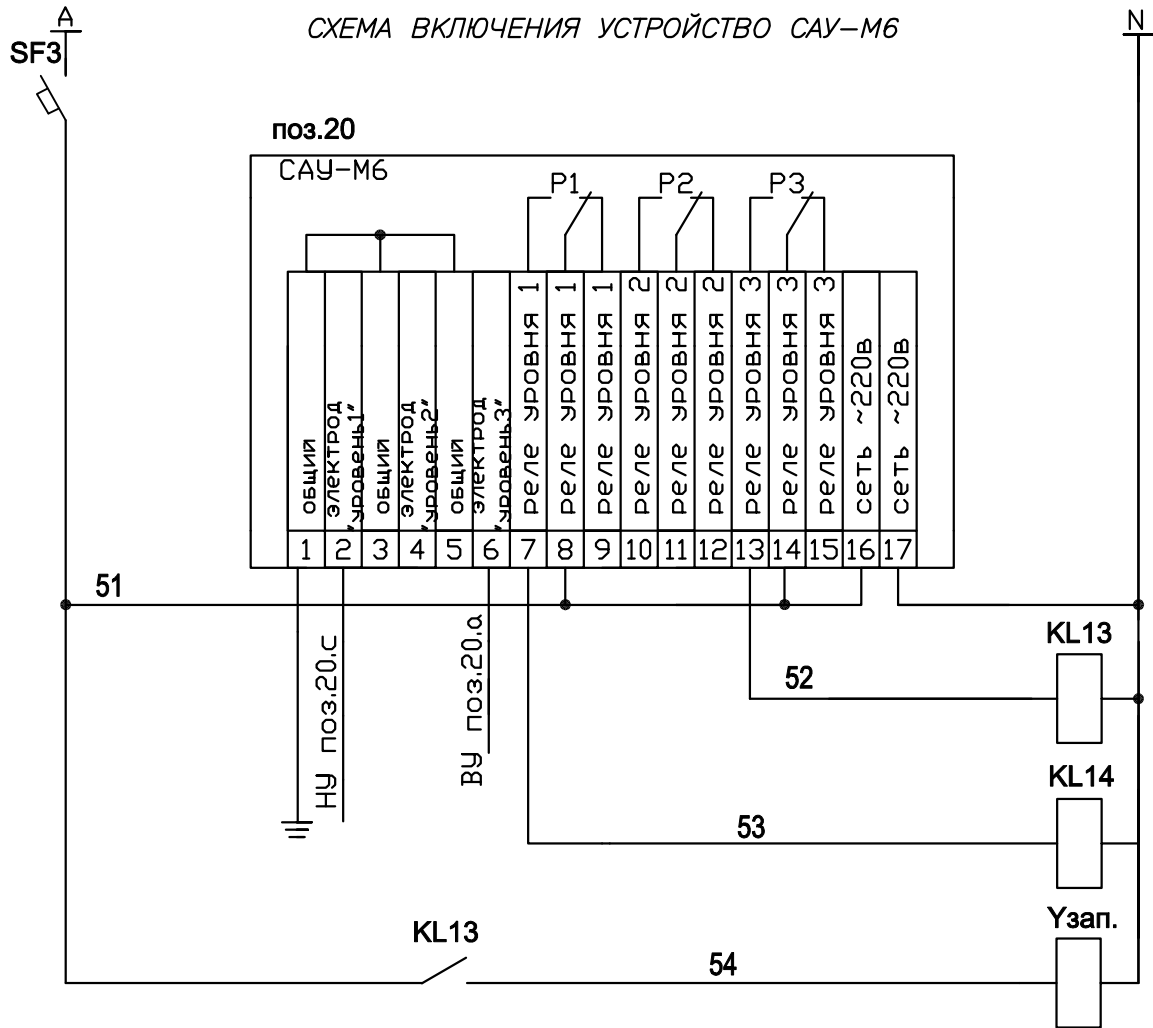 A
СХЕМА ВКЛЮЧЕНИЯ УСТРОЙСТВО САУ-М6
N
SF3
поз.20
САУ-М6
P1
P2
P3
общий
электрод
"уровень1"
общий
электрод
"уровень2"
общий
электрод
"уровень3"
реле уровня 1
реле уровня 1
реле уровня 1
реле уровня 2
реле уровня 2
реле уровня 2
реле уровня 3
реле уровня 3
реле уровня 3
сеть ~220в
сеть ~220в
1 2 3 4 5 6 7 8 9 10 11 12 13 14 15 16 17
51
НУ поз.20.с
ВУ поз.20.а
KL13
52
KL14
53
Yзап.
KL13
54